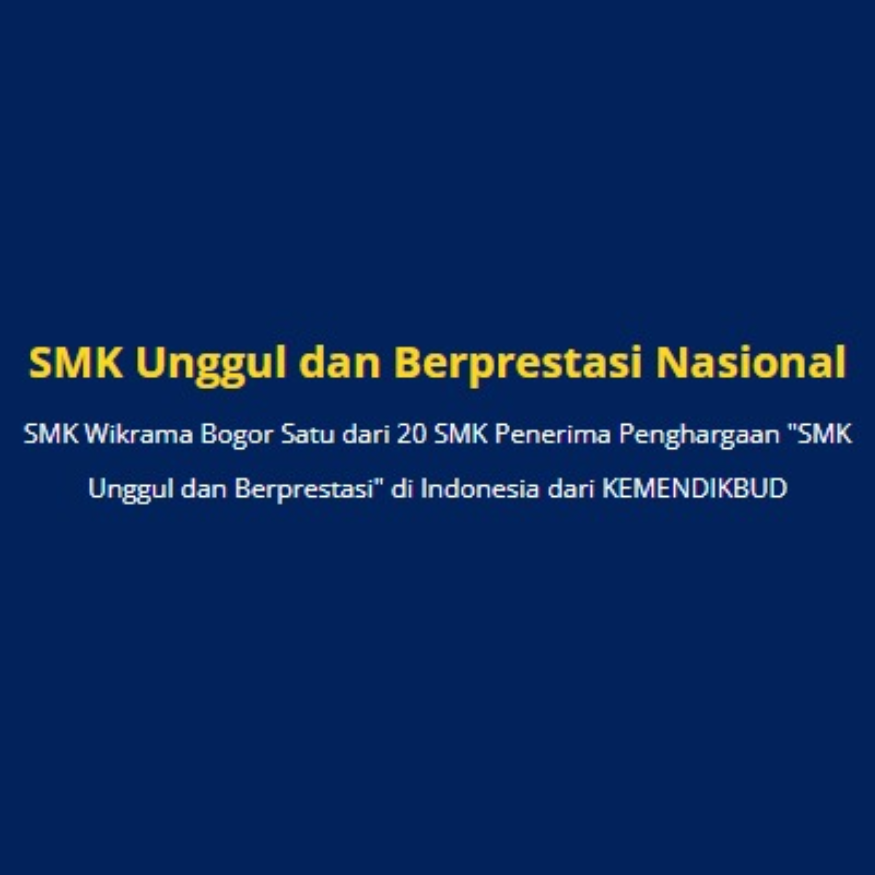 SMK Unggul dan Berprestasi Nasional
SMK Wikrama Bogor Satu dari 20 SMK Penerima Penghargaan "SMK
Unggul dan Berprestasi" di Indonesia dari KEMENDIKBUD